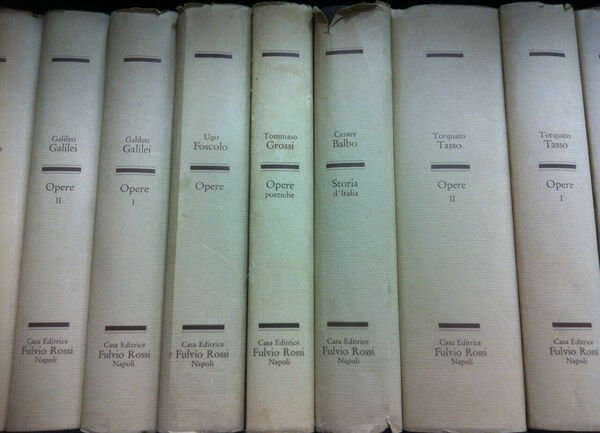 Galileo
Galilei
Opere
II
Casa Editrice
Fulvio Rossi
Napoli
Galileo
Galilei
Opere
I
Casa Editrice
Fulvio Rossi
Napoli
Ugo
Foscolo
Opere
Casa Editrice
Fulvio Rossi
Napoli
Tommaso
Grossi
Opere
poetiche
Casa Editrice
Fulvio Rossi
Napoli
Cesare
Balbo
Storia
d'Italia
Casa Editrice
Fulvio Rossi
Napoli
Torquato
Tasso
Opere
II
Casa Editrice
Fulvio Rossi
Napoli
Torquato
Tasso
Opere
I
Casa Editrice
Fulvio Rossi
Napoli